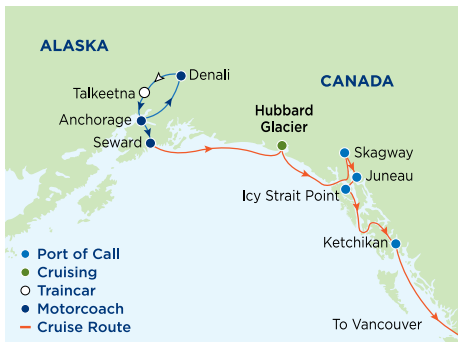 ALASKA
Denali
CANADA
Talkeetna
Hubbard
Glacier
Anchorage
Seward
Skagway
Juneau
Icy Strait Point
Ketchikan
Port of Call
Cruising
Traincar
Motorcoach
Cruise Route
To Vancouver